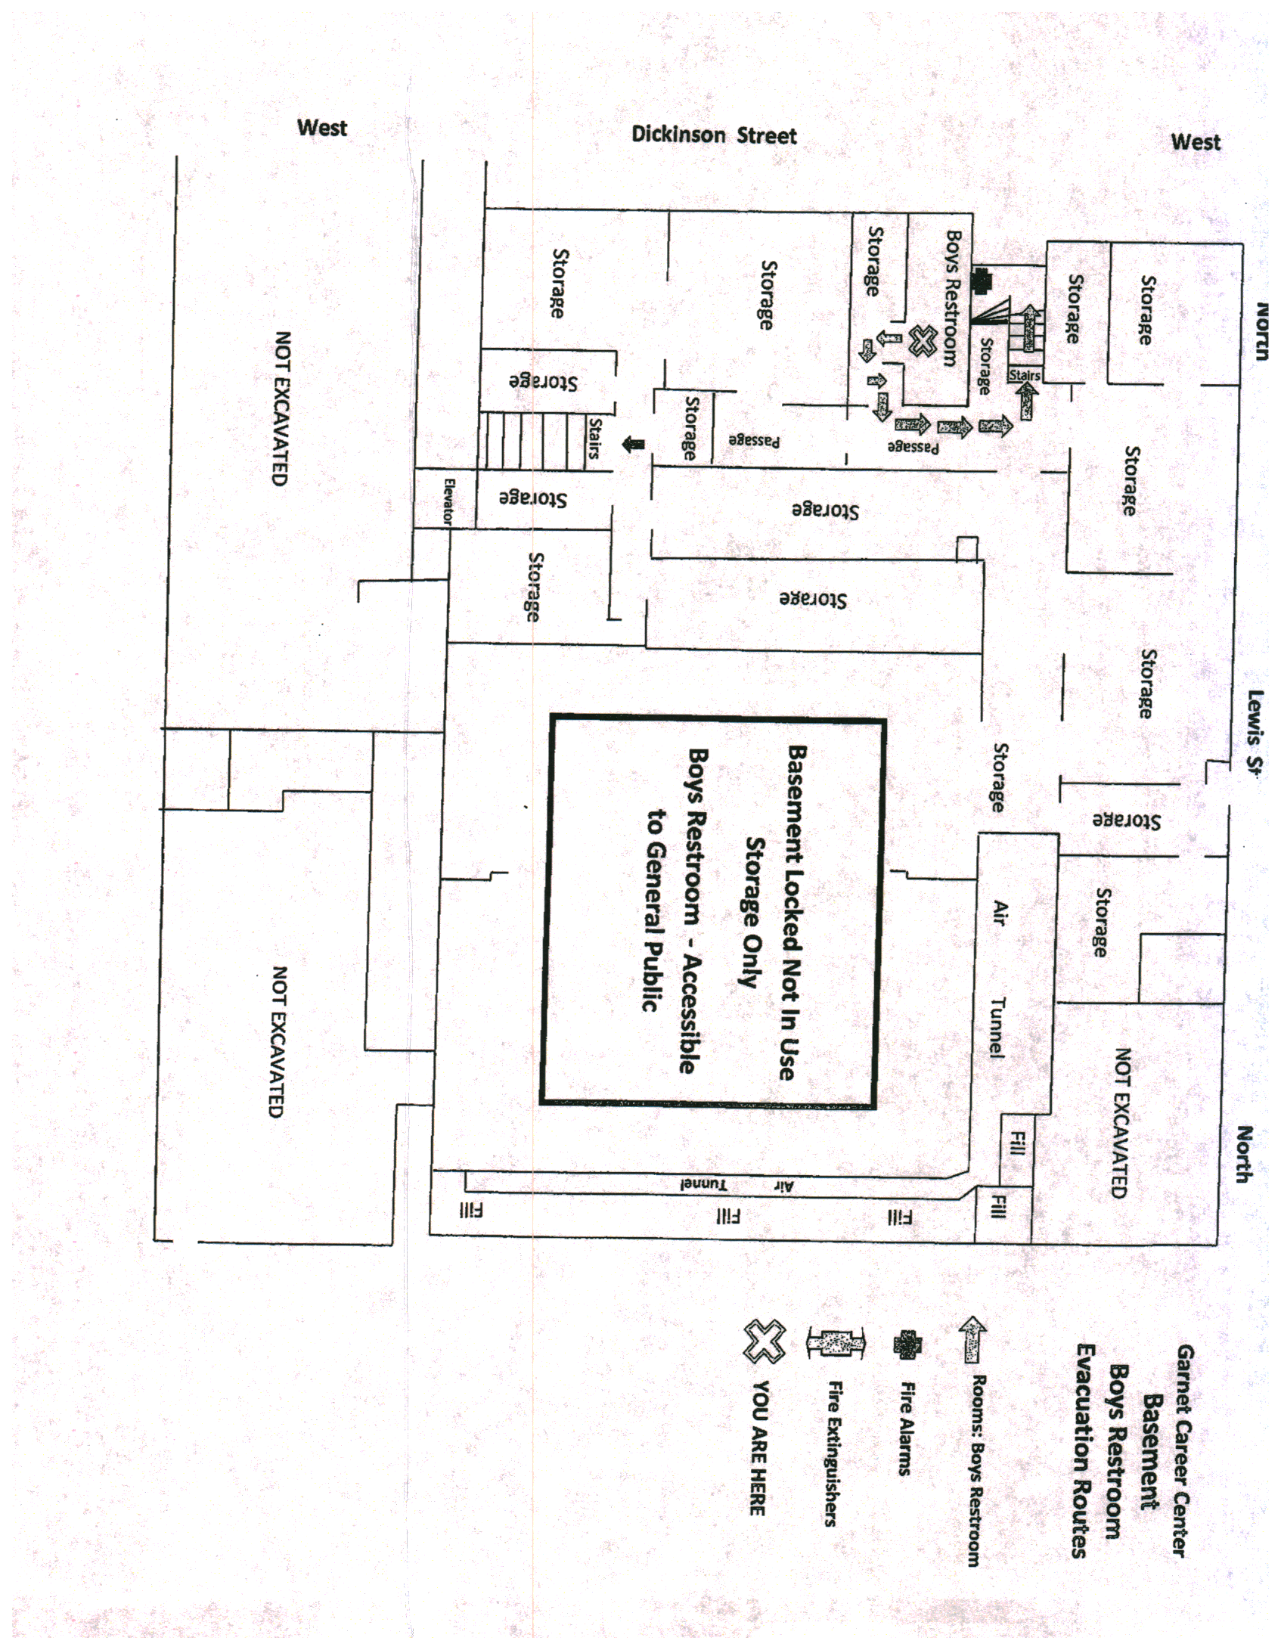 West
Dickinson Street
West
North
Lewis St
North
Storage
Storage
Storage
Boys Restroom
Storage
Stairs
Storage
Storage
Storage
Storage
Stairs
Storage
Passage
Passage
Storage
Elevator
Storage
Storage
Storage
Storage
Storage
Storage
Storage
Storage
Storage
NOT EXCAVATED
NOT EXCAVATED
NOT EXCAVATED
Air Tunnel
Air Tunnel
Fill
Fill
Fill
Fill
Fill
Basement Locked Not In Use
Storage Only
Boys Restroom - Accessible
to General Public
Garnet Career Center
Basement
Boys Restroom
Evacuation Routes
Rooms: Boys Restroom
Fire Alarms
Fire Extinguishers
YOU ARE HERE